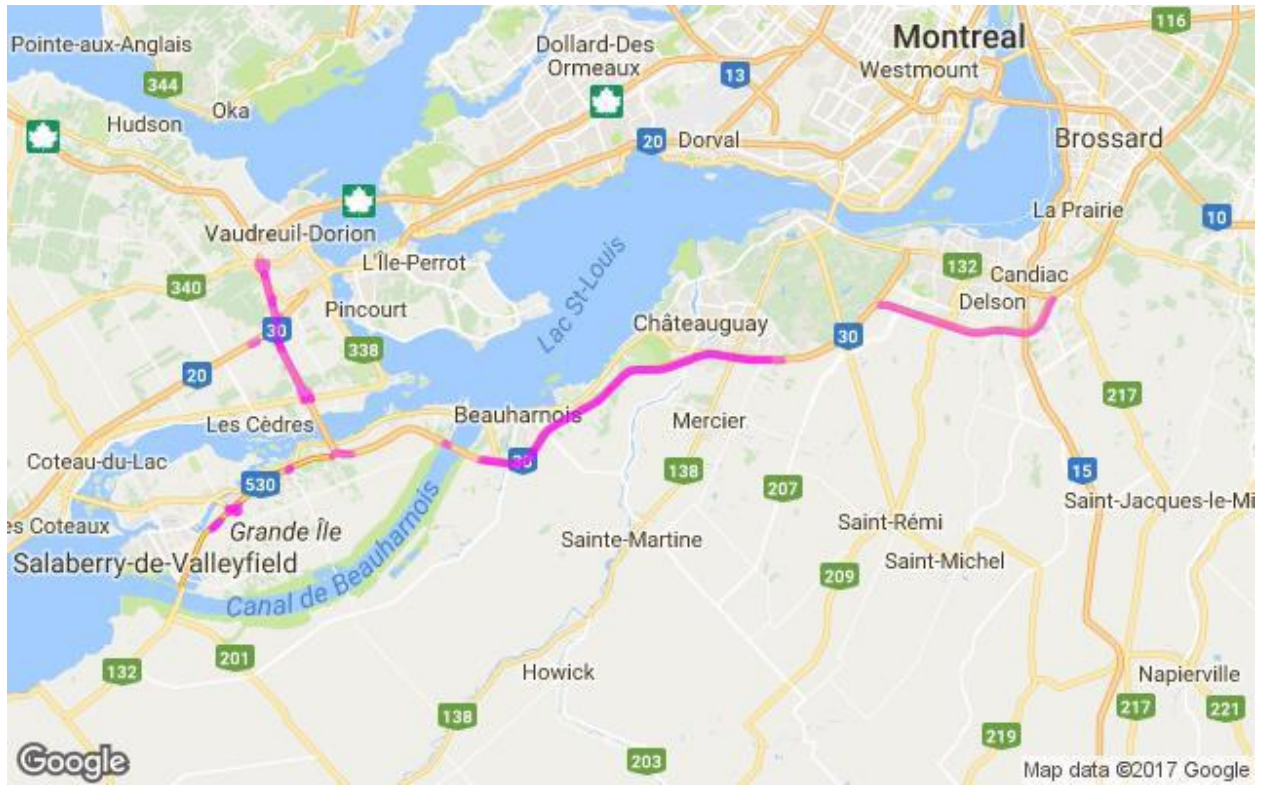 116
Montreal
Pointe-aux-Anglais
Dollard-Des
Ormeaux
Westmount
13
344
Oka
Hudson
20
Dorval
Brossard
La Prairie
10
Vaudreuil-Dorion
L'Île-Perrot
132
Candiac
340
Delson
Pincourt
Lac St-Louis
Châteauguay
30
30
338
20
217
Beauharnois
Mercier
Les Cèdres
Coteau-du-Lac
30
138
15
530
207
Saint-Jacques-le-Mi
es Coteaux
Grande Île
Saint-Rémi
Sainte-Martine
Salaberry-de-Valleyfield
Saint-Michel
Canal de Beauharnois
209
201
132
Howick
Napierville
138
217
221
219
203
Google
Map data ©2017 Google